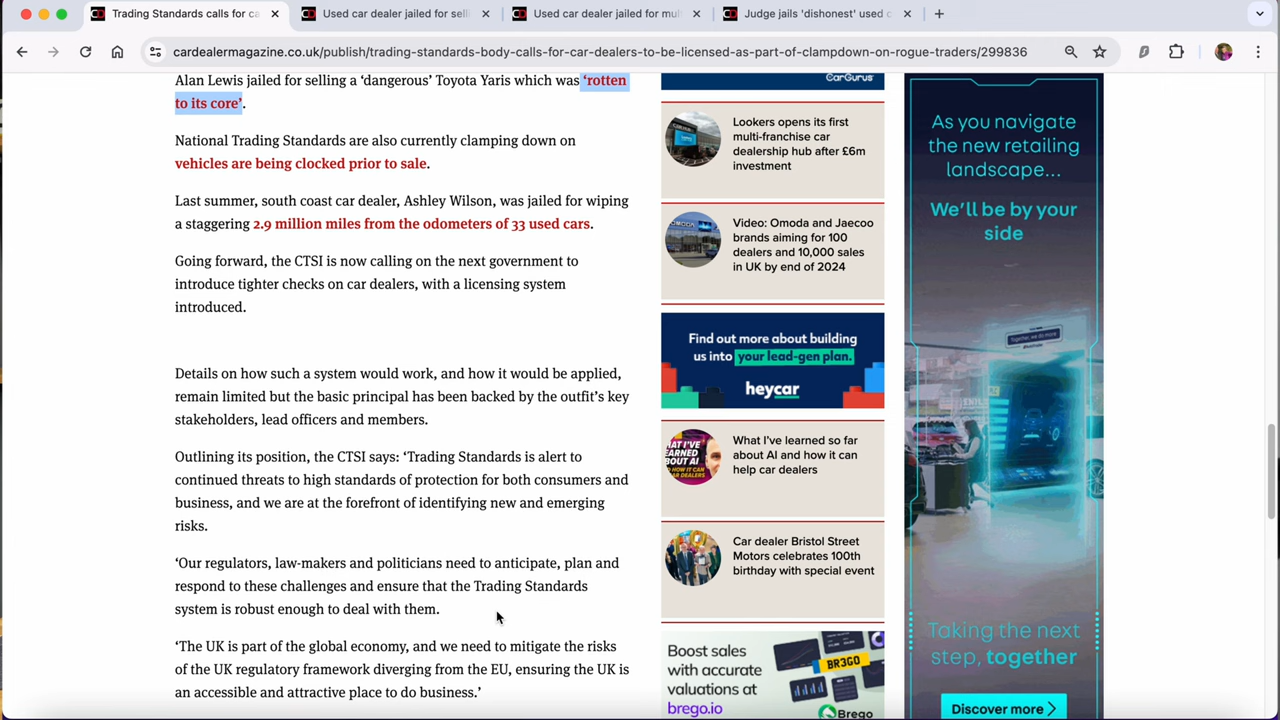 Trading Standards calls for ca
Used car dealer jailed for sell
Used car dealer jailed for mul
Judge jails 'dishonest' used c
cardealermagazine.co.uk/publish/trading-standards-body-calls-for-car-dealers-to-be-licensed-as-part-of-clampdown-on-rogue-traders/299836
Alan Lewis jailed for selling a ‘dangerous’ Toyota Yaris which was ‘rotten
to its core’.
National Trading Standards are also currently clamping down on
vehicles are being clocked prior to sale.
Last summer, south coast car dealer, Ashley Wilson, was jailed for wiping
a staggering 2.9 million miles from the odometers of 33 used cars.
Going forward, the CTSI is now calling on the next government to
introduce tighter checks on car dealers, with a licensing system
introduced.
Details on how such a system would work, and how it would be applied,
remain limited but the basic principal has been backed by the outfit’s key
stakeholders, lead officers and members.
Outlining its position, the CTSI says: ‘Trading Standards is alert to
continued threats to high standards of protection for both consumers and
business, and we are at the forefront of identifying new and emerging
risks.
‘Our regulators, law-makers and politicians need to anticipate, plan and
respond to these challenges and ensure that the Trading Standards
system is robust enough to deal with them.
‘The UK is part of the global economy, and we need to mitigate the risks
of the UK regulatory framework diverging from the EU, ensuring the UK is
an accessible and attractive place to do business.’
CarGurus
Lookers opens its first
multi-franchise car
dealership hub after £6m
investment
Video: Omoda and Jaecoo
brands aiming for 100
dealers and 10,000 sales
in UK by end of 2024
Find out more about building
us into your lead-gen plan.
heycar
What I’ve learned so far
about AI and how it can
help car dealers
Car dealer Bristol Street
Motors celebrates 100th
birthday with special event
Boost sales
with accurate
valuations at
brego.io
BR3GO
Brego
As you navigate
the new retailing
landscape...
We’ll be by your
side
Taking the next
step, together
Discover more